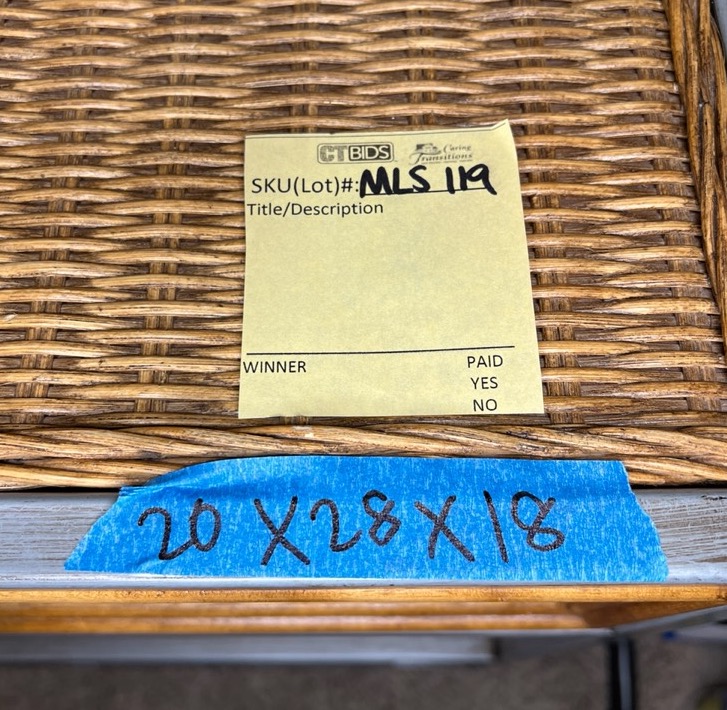 CTBIDS Caring Transitions
SKU(Lot)#: MLS 119
Title/Description
WINNER PAID
YES
NO
20 X 28 X 18